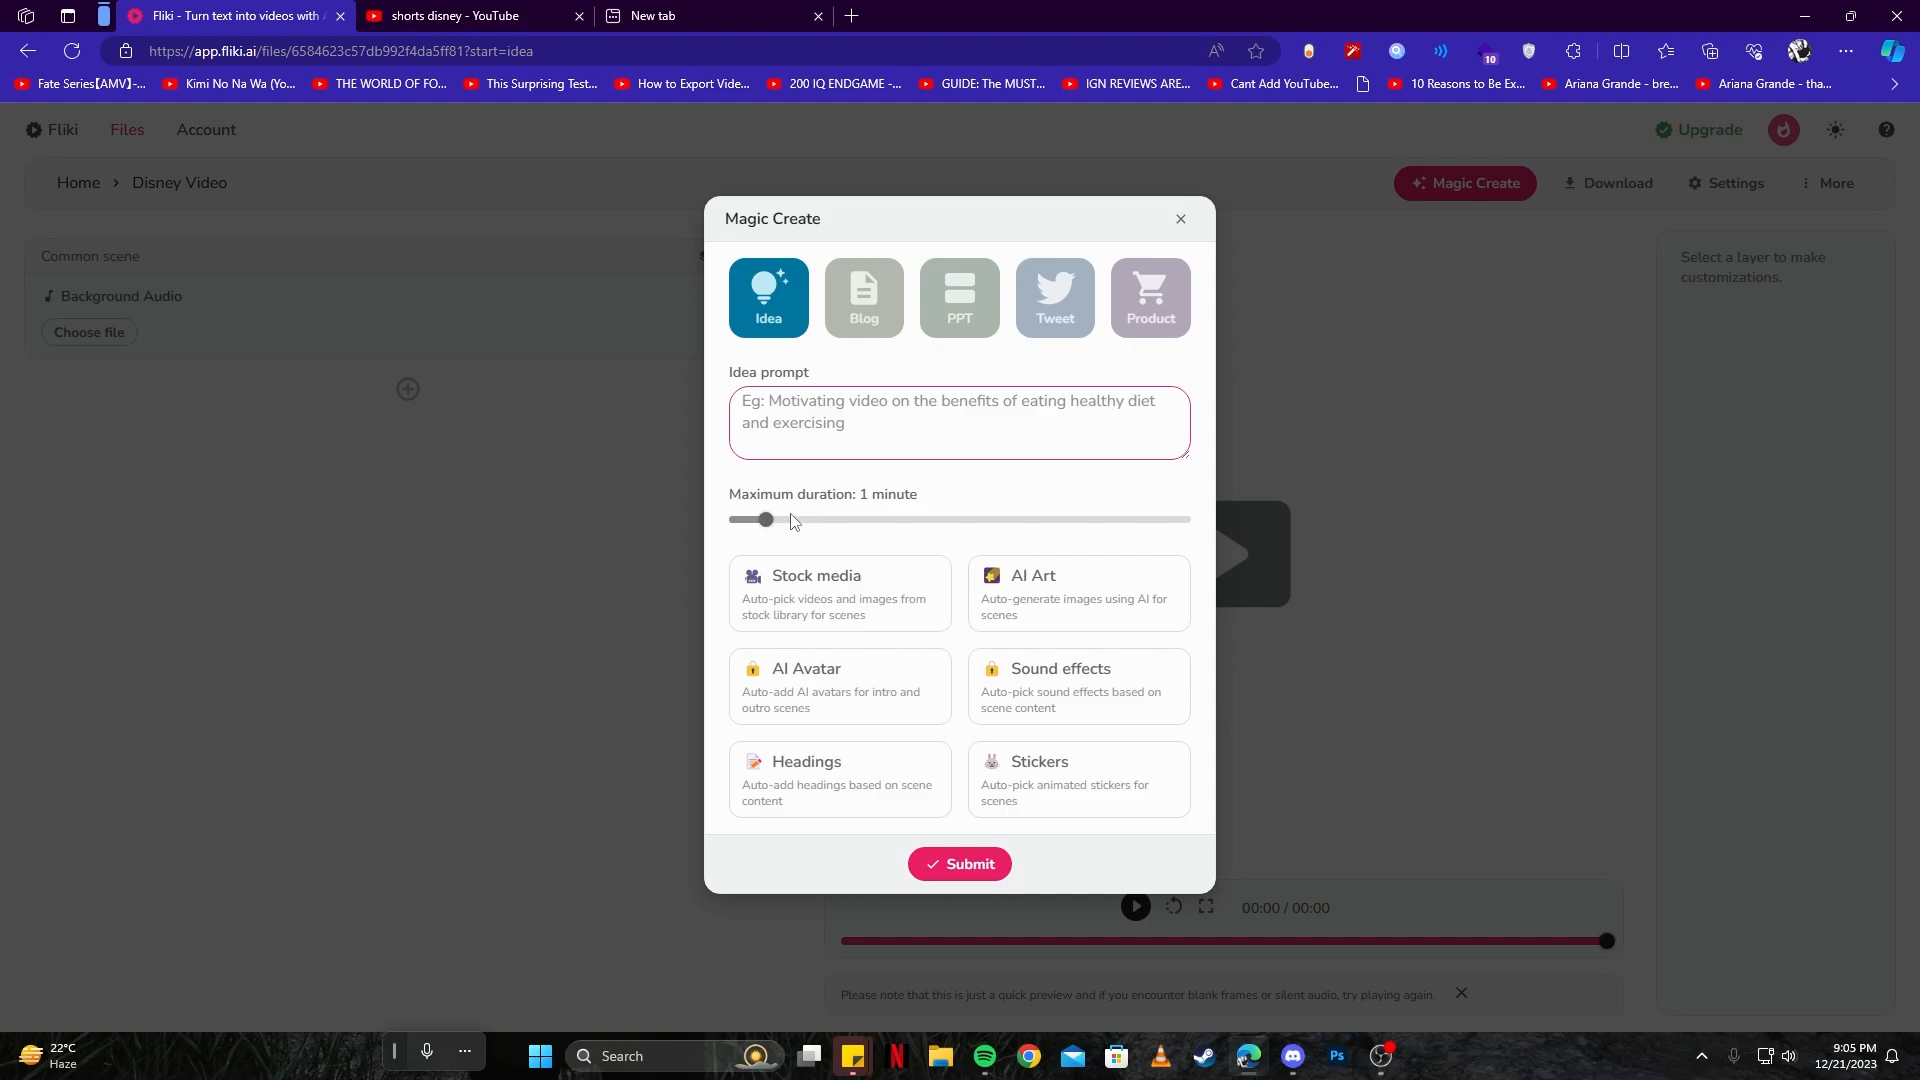 Fliki - Turn text into videos with
shorts disney - YouTube
New tab
https://app.fliki.ai/files/6584623c57db992f4da5ff81?start=idea
10
Fate Series【AMV】-...
Kimi No Na Wa (Yo...
THE WORLD OF FO...
This Surprising Test...
How to Export Vide...
200 IQ ENDGAME -...
GUIDE: The MUST...
IGN REVIEWS ARE...
Cant Add YouTube...
10 Reasons to Be Ex...
Ariana Grande - bre...
Ariana Grande - tha...
Fliki
Files
Account
Upgrade
Home > Disney Video
Magic Create
Download
Settings
More
Common scene
Background Audio
Choose file
Select a layer to make
customizations.
Magic Create
Idea
Blog
PPT
Tweet
Product
Idea prompt
Eg: Motivating video on the benefits of eating healthy diet
and exercising
Maximum duration: 1 minute
Stock media
Auto-pick videos and images from
stock library for scenes
AI Art
Auto-generate images using AI for
scenes
AI Avatar
Auto-add AI avatars for intro and
outro scenes
Sound effects
Auto-pick sound effects based on
scene content
Headings
Auto-add headings based on scene
content
Stickers
Auto-pick animated stickers for
scenes
Submit
00:00 / 00:00
Please note that this is just a quick preview and if you encounter blank frames or silent audio, try playing again.
22°C
Haze
Search
Ps
9:05 PM
12/21/2023